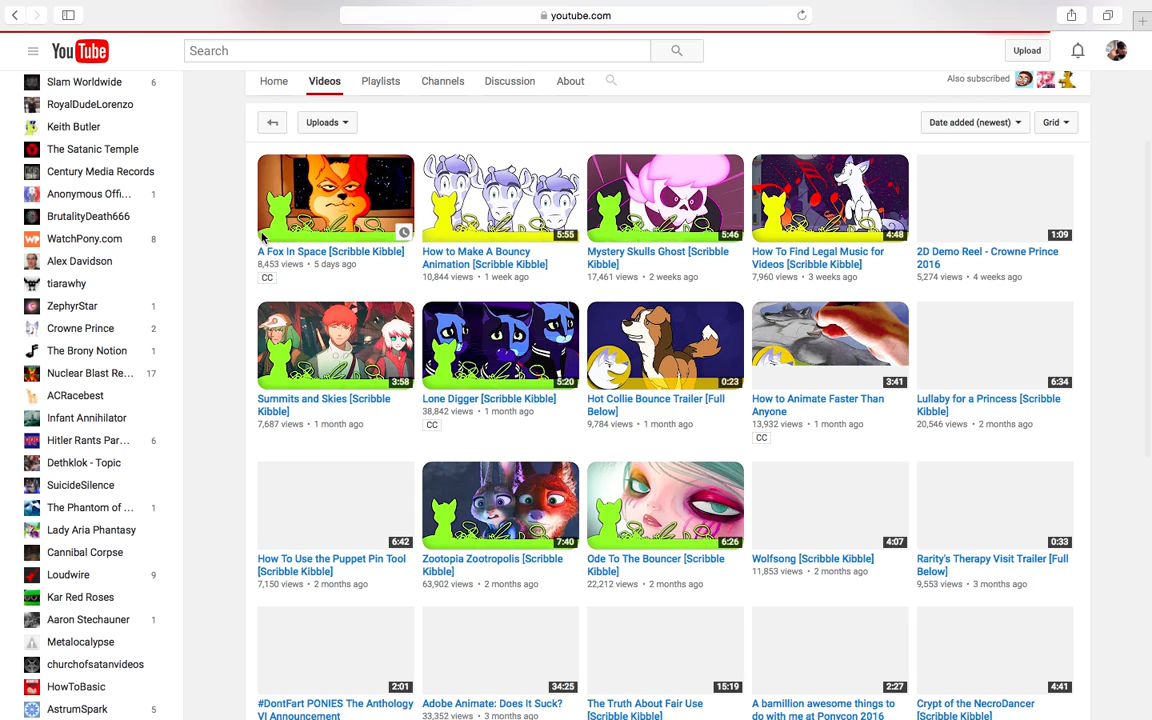 youtube.com
YouTube
Search
Upload
Slam Worldwide 6
RoyalDudeLorenzo
Keith Butler
The Satanic Temple
Century Media Records
Anonymous Offi... 1
BrutalityDeath666
WatchPony.com 8
Alex Davidson
tiarawhy
ZephyrStar 1
Crowne Prince 2
The Brony Notion 1
Nuclear Blast Re... 17
ACRacebest
Infant Annihilator
Hitler Rants Par... 6
Dethklok - Topic
SuicideSilence
The Phantom of ... 1
Lady Aria Phantasy
Cannibal Corpse
Loudwire 9
Kar Red Roses
Aaron Stechauner 1
Metalocalypse
churchofsatanvideos
HowToBasic
AstrumSpark 5
Home Videos Playlists Channels Discussion About
Also subscribed
Uploads
Date added (newest) Grid
A Fox in Space [Scribble Kibble]
8,453 views • 5 days ago
CC
5:55
How to Make A Bouncy
Animation [Scribble Kibble]
10,844 views • 1 week ago
5:46
Mystery Skulls Ghost [Scribble
Kibble]
17,461 views • 2 weeks ago
4:48
How To Find Legal Music for
Videos [Scribble Kibble]
7,960 views • 3 weeks ago
1:09
2D Demo Reel - Crowne Prince
2016
5,274 views • 4 weeks ago
3:58
Summits and Skies [Scribble
Kibble]
7,687 views • 1 month ago
5:20
Lone Digger [Scribble Kibble]
38,842 views • 1 month ago
CC
0:23
Hot Collie Bounce Trailer [Full
Below]
9,784 views • 1 month ago
3:41
How to Animate Faster Than
Anyone
13,932 views • 1 month ago
CC
6:34
Lullaby for a Princess [Scribble
Kibble]
20,546 views • 2 months ago
6:42
How To Use the Puppet Pin Tool
[Scribble Kibble]
7,150 views • 2 months ago
7:40
Zootopia Zootropolis [Scribble
Kibble]
63,902 views • 2 months ago
6:26
Ode To The Bouncer [Scribble
Kibble]
22,212 views • 2 months ago
4:07
Wolfsong [Scribble Kibble]
11,853 views • 2 months ago
0:33
Rarity's Therapy Visit Trailer [Full
Below]
9,553 views • 3 months ago
2:01
#DontFart PONIES The Anthology
VI Announcement
34:25
Adobe Animate: Does It Suck?
33,352 views • 3 months ago
15:19
The Truth About Fair Use
[Scribble Kibble]
2:27
A bamillion awesome things to
do with me at Ponycon 2016
4:41
Crypt of the NecroDancer
[Scribble Kibble]